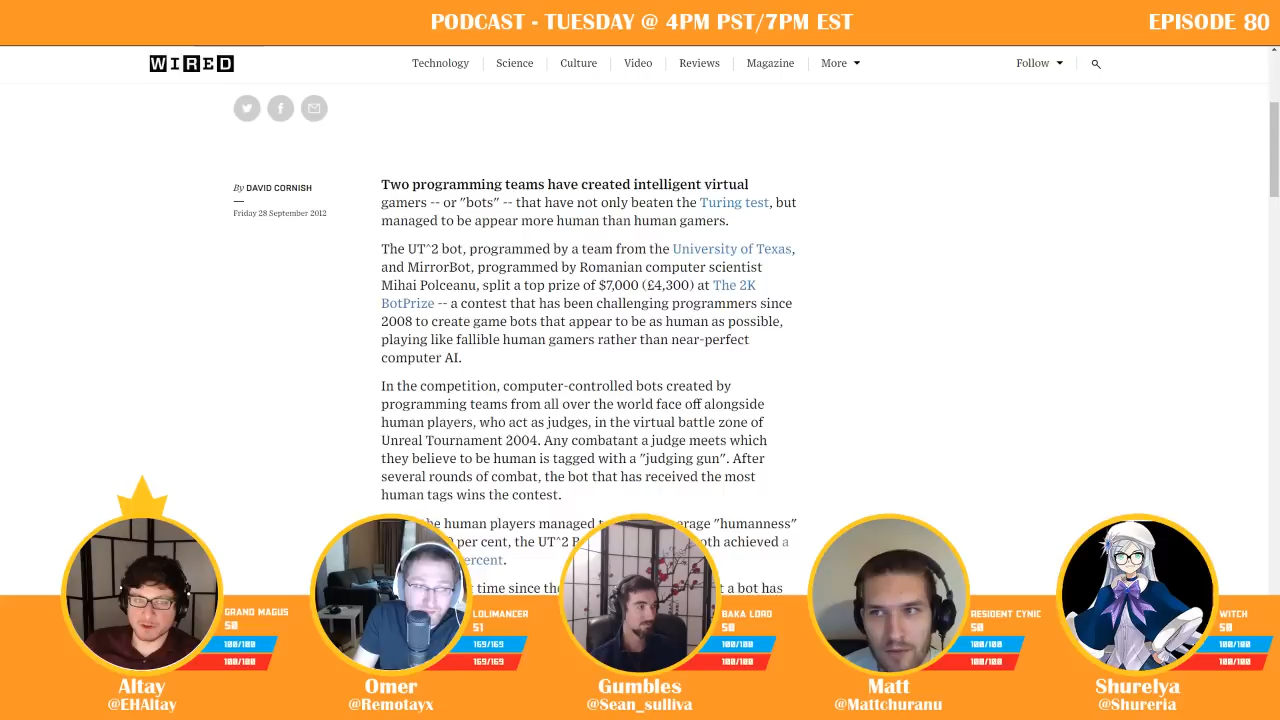 PODCAST - TUESDAY @ 4PM PST/7PM EST
EPISODE 80
WIRED
Technology
Science
Culture
Video
Reviews
Magazine
More
Follow
By DAVID CORNISH
Friday 28 September 2012
Two programming teams have created intelligent virtual
gamers -- or "bots" -- that have not only beaten the Turing test, but
managed to be appear more human than human gamers.
The UT^2 bot, programmed by a team from the University of Texas,
and MirrorBot, programmed by Romanian computer scientist
Mihai Polceanu, split a top prize of $7,000 (£4,300) at The 2K
BotPrize -- a contest that has been challenging programmers since
2008 to create game bots that appear to be as human as possible,
playing like fallible human gamers rather than near-perfect
computer AI.
In the competition, computer-controlled bots created by
programming teams from all over the world face off alongside
human players, who act as judges, in the virtual battle zone of
Unreal Tournament 2004. Any combatant a judge meets which
they believe to be human is tagged with a "judging gun". After
several rounds of combat, the bot that has received the most
human tags wins the contest.
human players managed "humanness"
per cent, the UT^2 achieved a
time since a bot has
GRAND MAGUS
50
100/100
100/100
Altay
@EHAltay
LOLIMANCER
51
169/169
169/169
Omer
@Remotayx
BAKA LORD
50
100/100
100/100
Gumbles
@Sean_sulliva
RESIDENT CYNIC
50
100/100
100/100
Matt
@Mattchuranu
WITCH
50
100/100
100/100
Shurelya
@Shureria